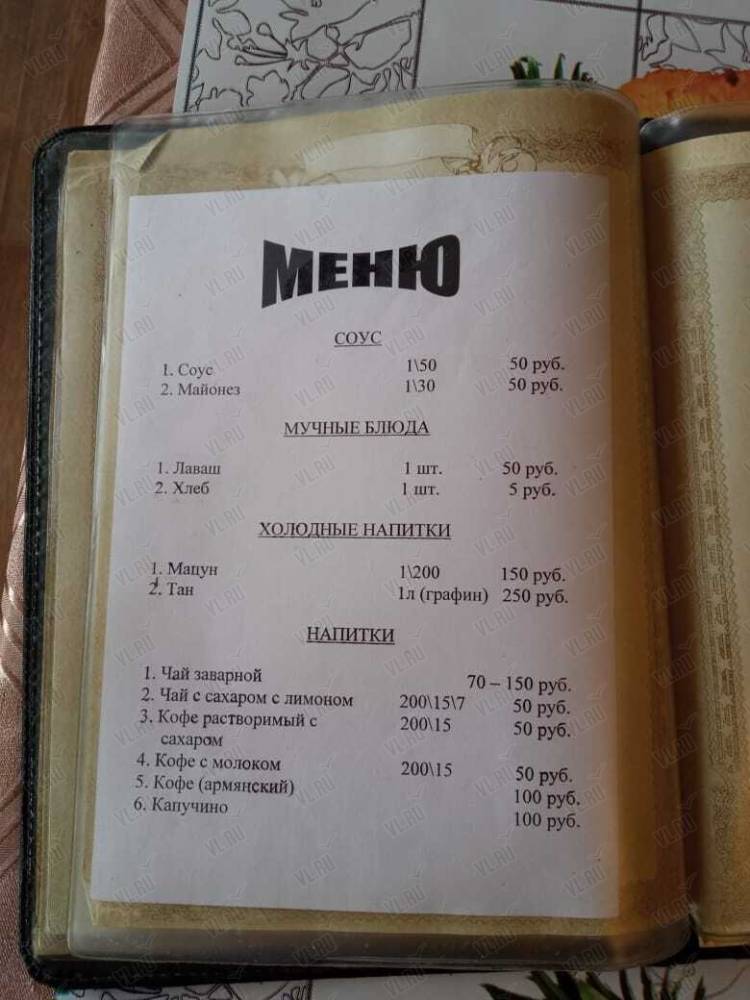 МЕНЮ
СОУС
1. Соус 1\50 50 руб.
2. Майонез 1\30 50 руб.
МУЧНЫЕ БЛЮДА
1. Лаваш 1 шт. 50 руб.
2. Хлеб 1 шт. 5 руб.
ХОЛОДНЫЕ НАПИТКИ
1. Мацун 1\200 150 руб.
2. Тан 1л (графин) 250 руб.
НАПИТКИ
1. Чай заварной 70 – 150 руб.
2. Чай с сахаром с лимоном 200\15\7 50 руб.
3. Кофе растворимый с 200\15 50 руб.
сахаром
4. Кофе с молоком 200\15 50 руб.
5. Кофе (армянский) 100 руб.
6. Капучино 100 руб.
VL.RU